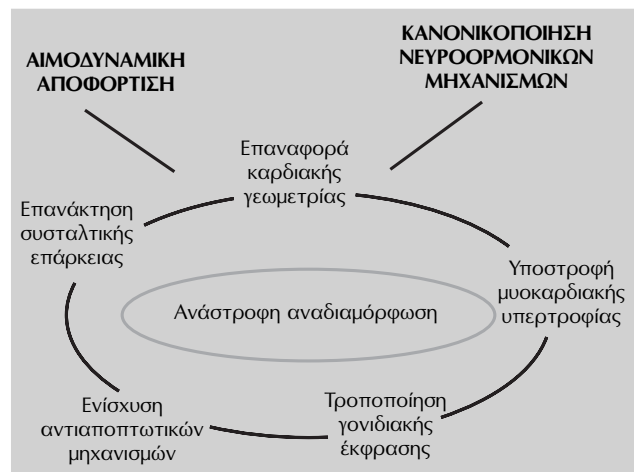 ΑΙΜΟΔΥΝΑΜΙΚΗ
ΑΠΟΦΟΡΤΙΣΗ
ΚΑΝΟΝΙΚΟΠΟΙΗΣΗ
ΝΕΥΡΟΟΡΜΟΝΙΚΩΝ
ΜΗΧΑΝΙΣΜΩΝ
Επαναφορά
καρδιακής
γεωμετρίας
Επανάκτηση
συσταλτικής
επάρκειας
Υποστροφή
μυοκαρδιακής
υπερτροφίας
Ανάστροφη αναδιαμόρφωση
Ενίσχυση
αντιαποπτωτικών
μηχανισμών
Τροποποίηση
γονιδιακής
έκφρασης